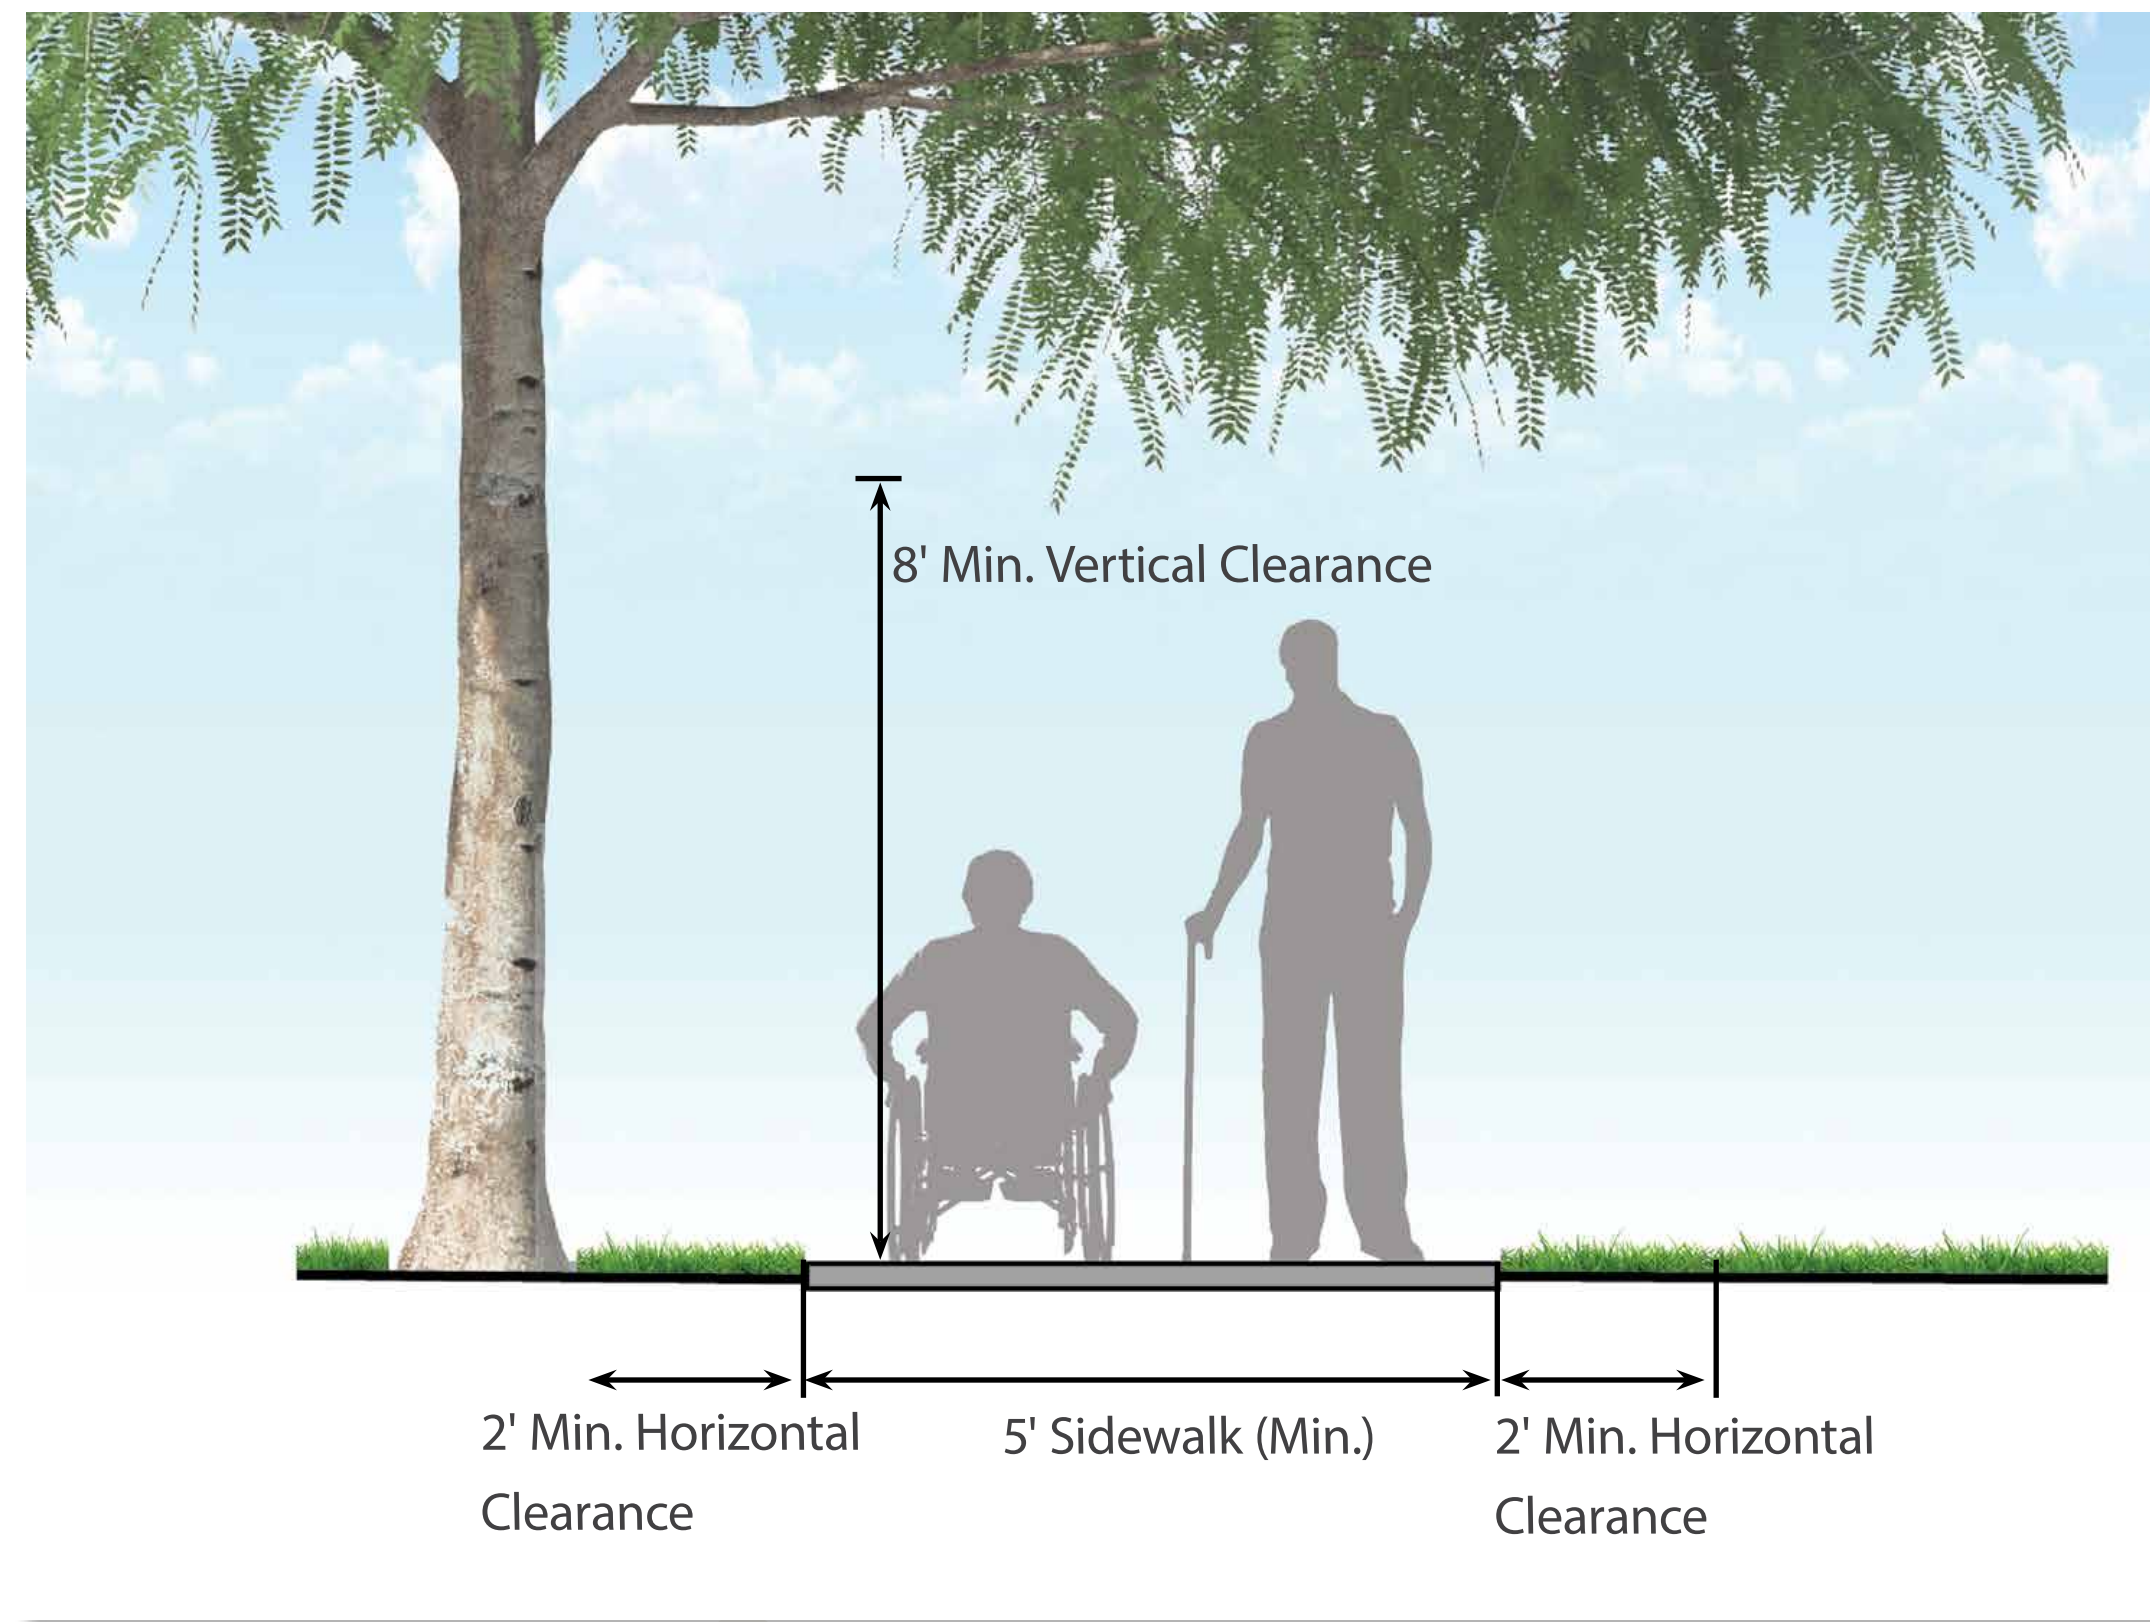 8' Min. Vertical Clearance
2' Min. Horizontal
Clearance
5' Sidewalk (Min.)
2' Min. Horizontal
Clearance